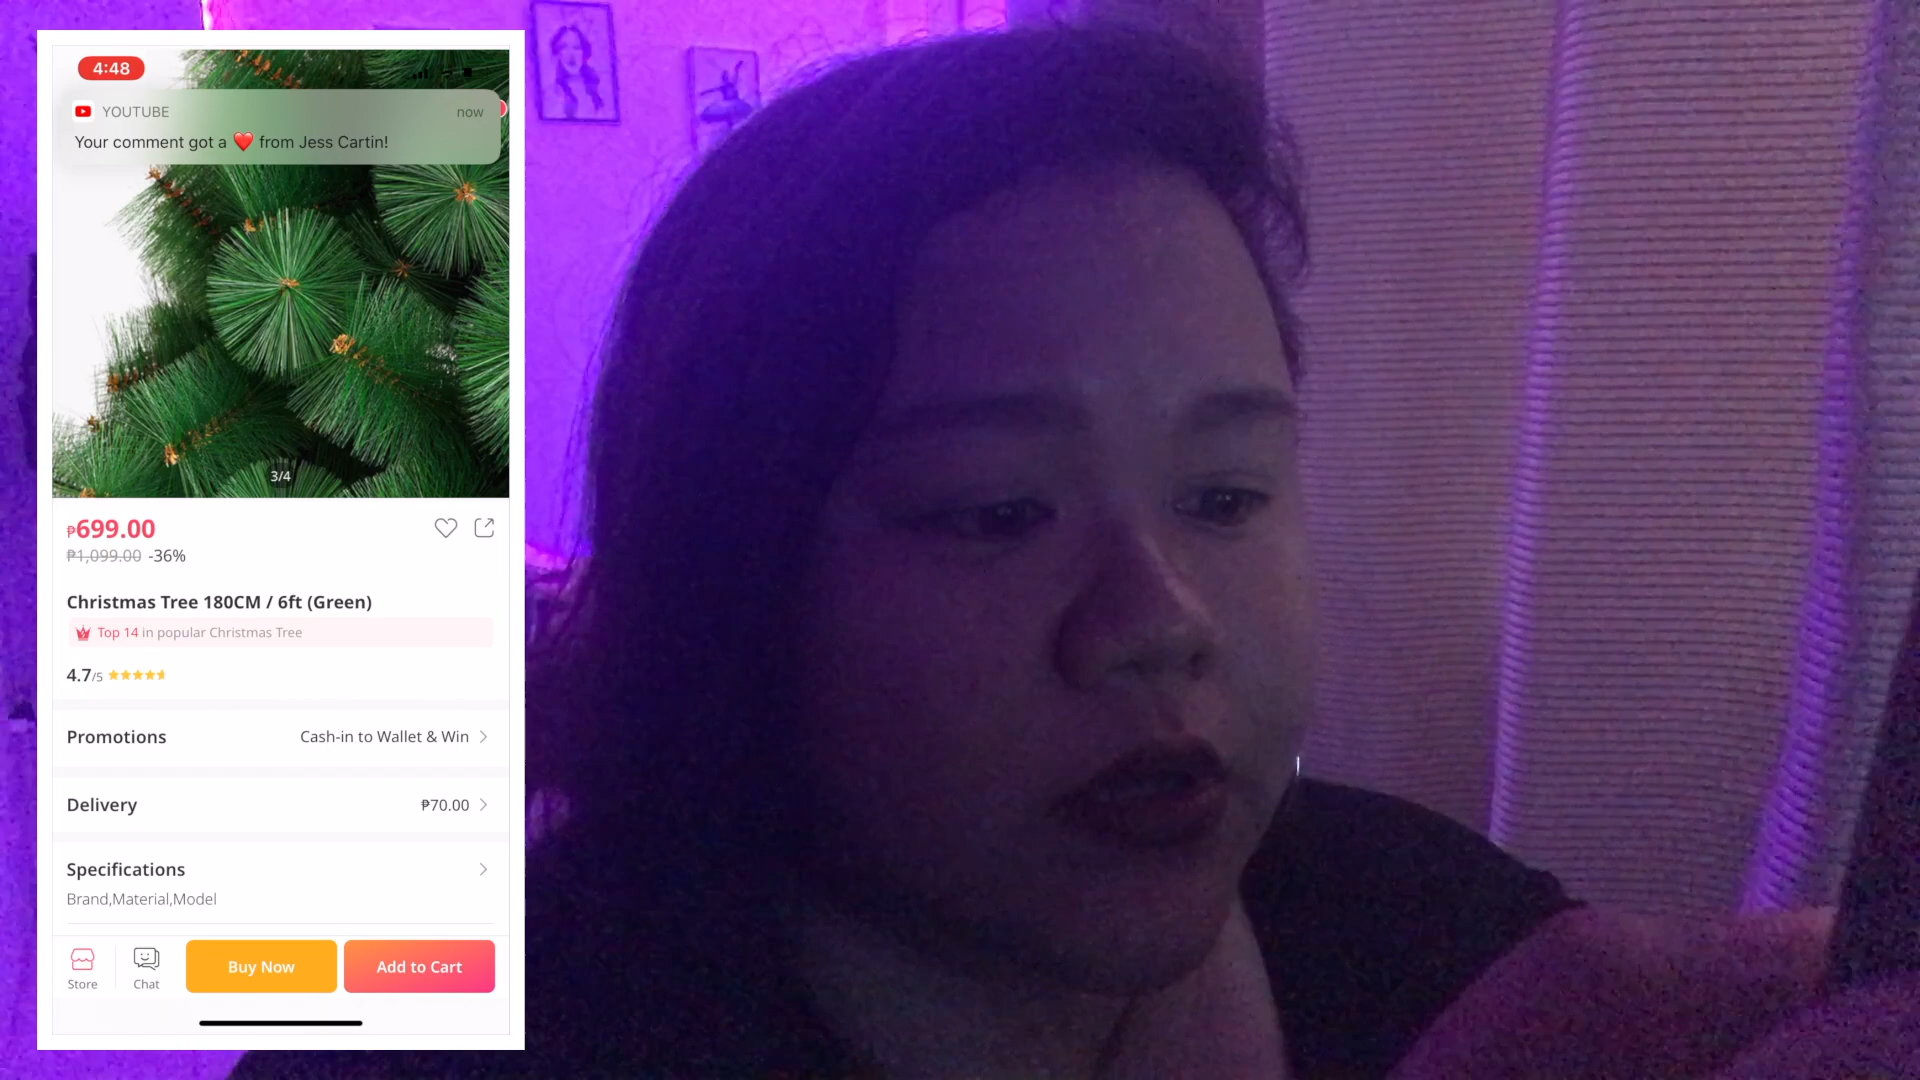 4:48
YOUTUBE now
Your comment got a ❤️ from Jess Cartin!
3/4
₱699.00
₱1,099.00 -36%
Christmas Tree 180CM / 6ft (Green)
Top 14 in popular Christmas Tree
4.7/5
Promotions Cash-in to Wallet & Win
Delivery ₱70.00
Specifications
Brand,Material,Model
Store Chat Buy Now Add to Cart